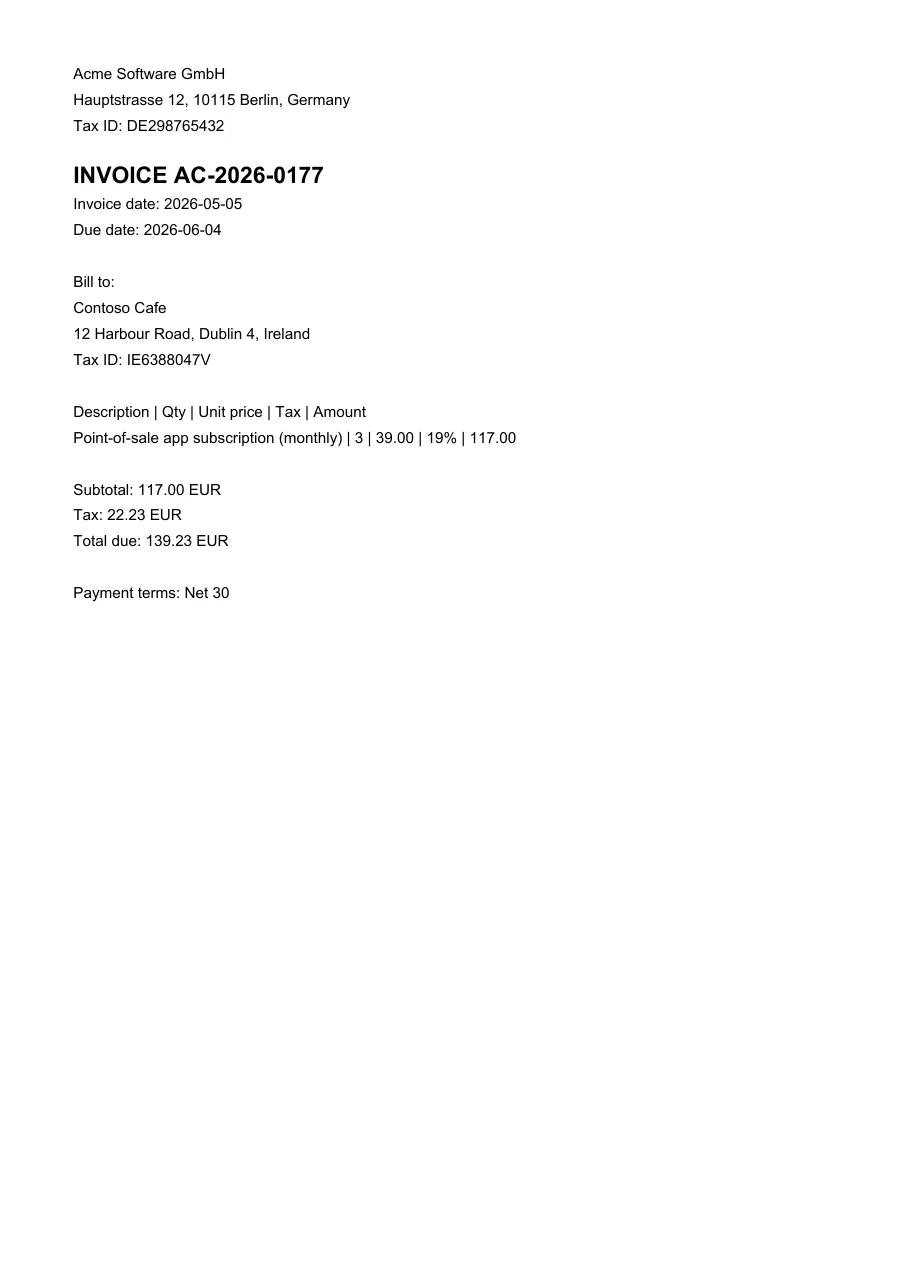 Acme Software GmbH
Hauptstrasse 12, 10115 Berlin, Germany
Tax ID: DE298765432
INVOICE AC-2026-0177
Invoice date: 2026-05-05
Due date: 2026-06-04
Bill to:
Contoso Cafe
12 Harbour Road, Dublin 4, Ireland
Tax ID: IE6388047V
Description | Qty | Unit price | Tax | Amount
Point-of-sale app subscription (monthly) | 3 | 39.00 | 19% | 117.00
Subtotal: 117.00 EUR
Tax: 22.23 EUR
Total due: 139.23 EUR
Payment terms: Net 30